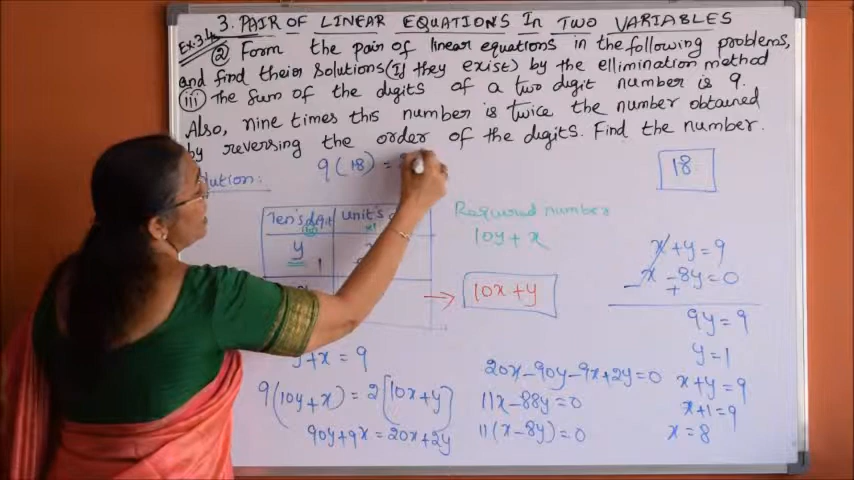 3. PAIR OF LINEAR EQUATIONS In TWO VARIABLES
Ex:3.4
② Form the pair of linear equations in the following problems,
and find their solutions (If they exist) by the ellimination method
(iii) The sum of the digits of a two digit number is 9.
Also, nine times this number is twice the number obtained
by reversing the order of the digits. Find the number.
lution:
9(18) =
18
Ten's digit Unit's
y
Required number
10y + x
→ 10x+y
x+y=9
- x -8y=0
+
9y=9
y=1
x+y=9
x+1=9
x=8
y+x = 9
9(10y+x) = 2[10x+y]
90y+9x = 20x+2y
20x-90y-9x+2y=0
11x-88y=0
11(x-8y)=0